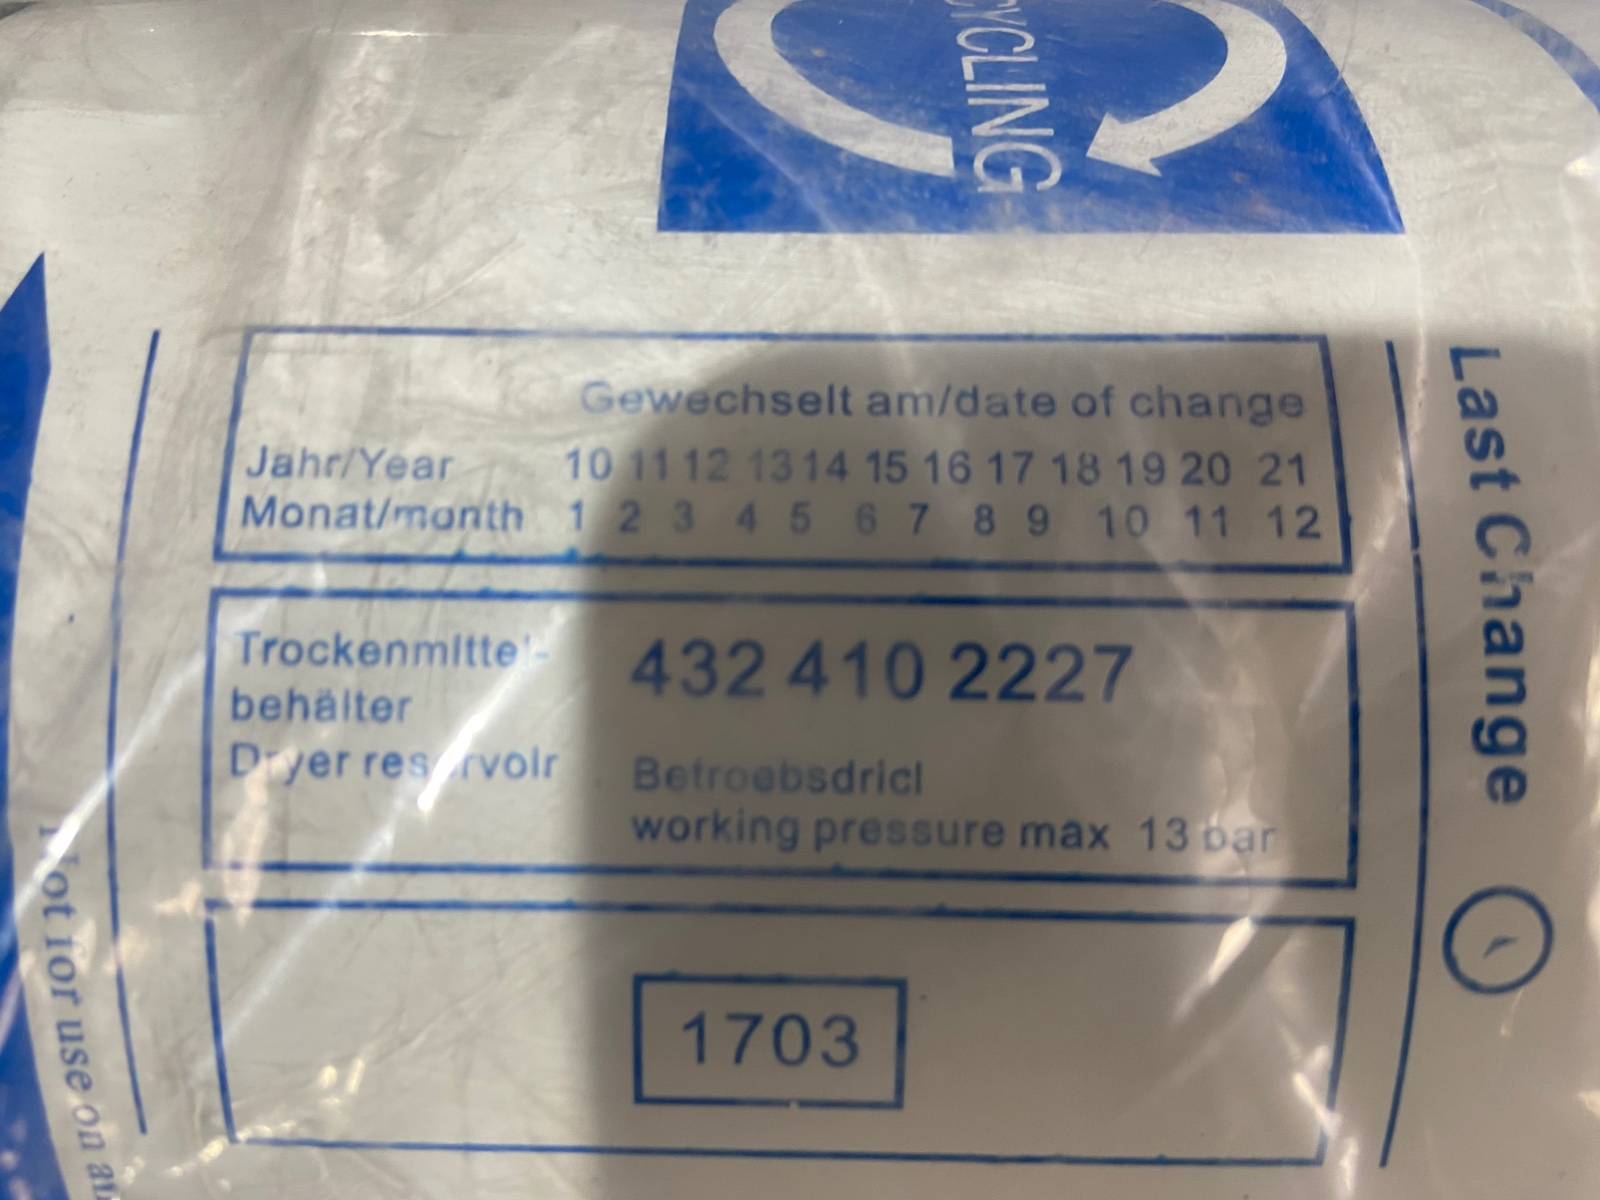 CYCLING
Gewechselt am/date of change
Jahr/Year 10 11 12 13 14 15 16 17 18 19 20 21
Monat/month 1 2 3 4 5 6 7 8 9 10 11 12
Trockenmittel-
behälter
Dryer reservoir
432 410 2227
Betroebsdricl
working pressure max 13 bar
1703
Last Change
Not for use on